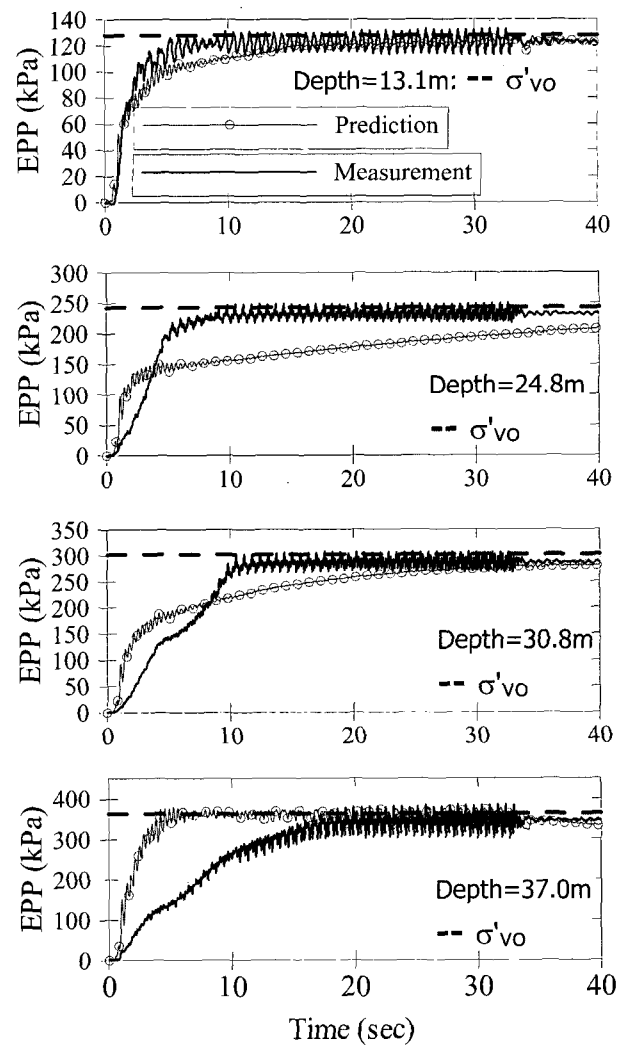 140
120
100
80
60
40
20
0
EPP (kPa)
Depth=13.1m: σ'vo
Prediction
Measurement
0 10 20 30 40
300
250
200
150
100
50
0
EPP (kPa)
Depth=24.8m
σ'vo
0 10 20 30 40
350
300
250
200
150
100
50
0
EPP (kPa)
Depth=30.8m
σ'vo
0 10 20 30 40
400
300
200
100
0
EPP (kPa)
Depth=37.0m
σ'vo
0 10 20 30 40
Time (sec)